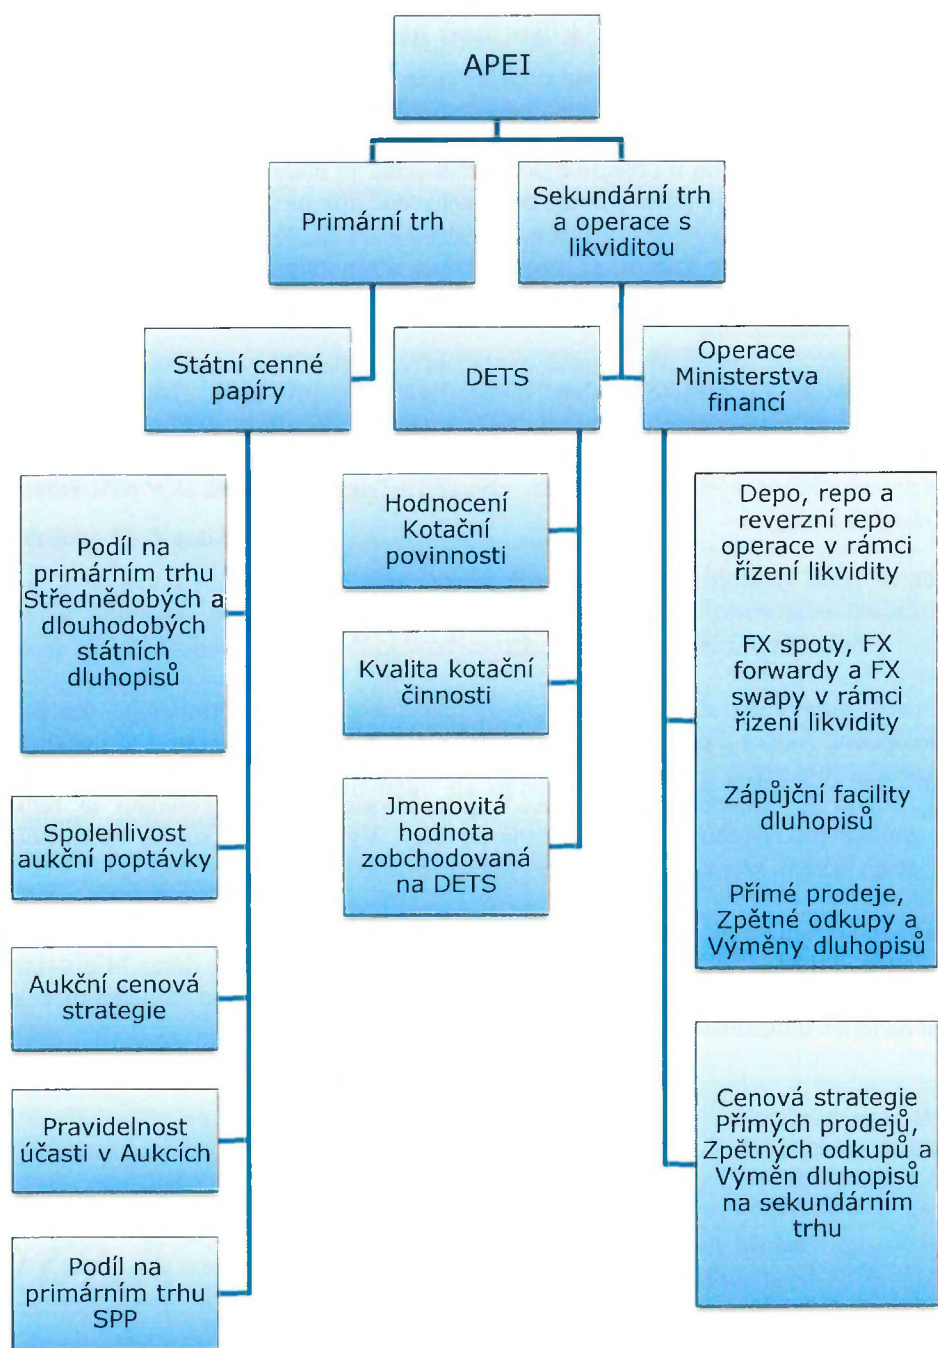 APEI
Primární trh
Sekundární trh
a operace s
likviditou
Státní cenné
papíry
DETS
Operace
Ministerstva
financí
Podíl na
primárním trhu
Střednědobých a
dlouhodobých
státních
dluhopisů
Spolehlivost
aukční poptávky
Aukční cenová
strategie
Pravidelnost
účasti v Aukcích
Podíl na
primárním trhu
SPP
Hodnocení
Kotační
povinnosti
Kvalita kotační
činnosti
Jmenovitá
hodnota
zobchodovaná
na DETS
Depo, repo a
reverzní repo
operace v rámci
řízení likvidity
FX spoty, FX
forwardy a FX
swapy v rámci
řízení likvidity
Zápůjční facility
dluhopisů
Přímé prodeje,
Zpětné odkupy a
Výměny dluhopisů
Cenová strategie
Přímých prodejů,
Zpětných odkupů a
Výměn dluhopisů
na sekundárním
trhu